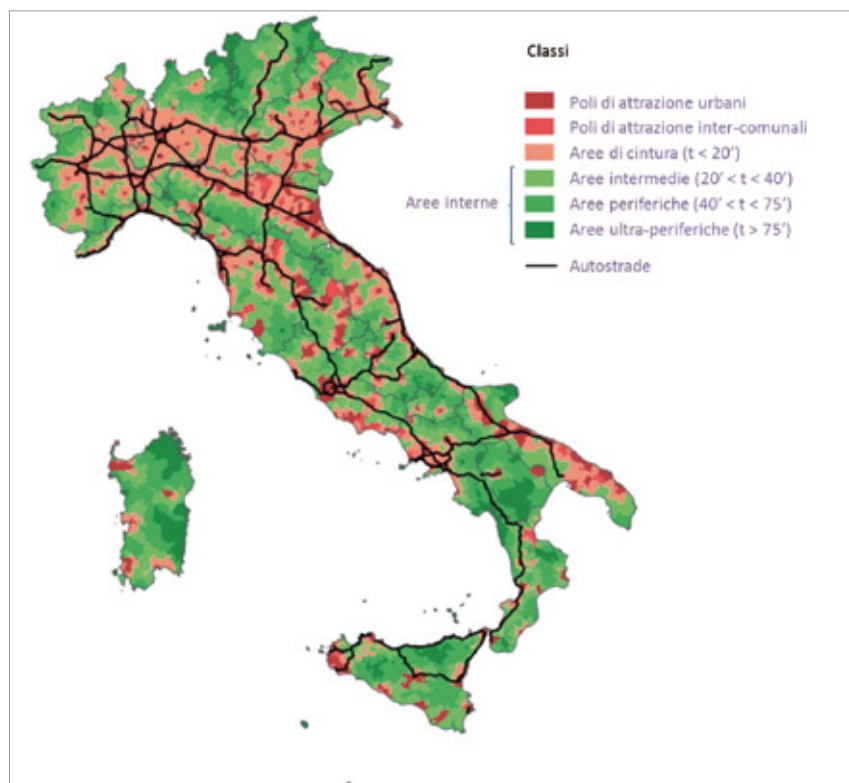 Classi
Poli di attrazione urbani
Poli di attrazione inter-comunali
Aree di cintura (t < 20')
Aree interne
Aree intermedie (20' < t < 40')
Aree periferiche (40' < t < 75')
Aree ultra-periferiche (t > 75')
Autostrade